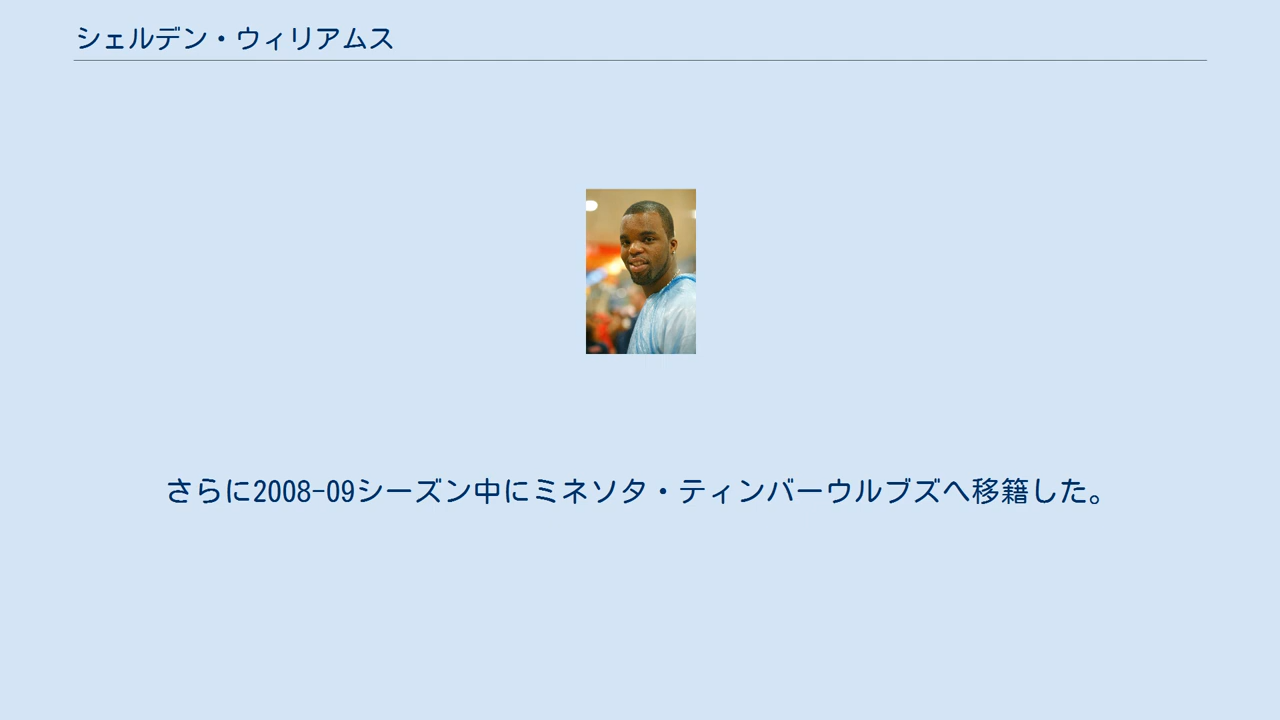 シェルデン・ウィリアムス
さらに2008-09シーズン中にミネソタ・ティンバーウルブズへ移籍した。